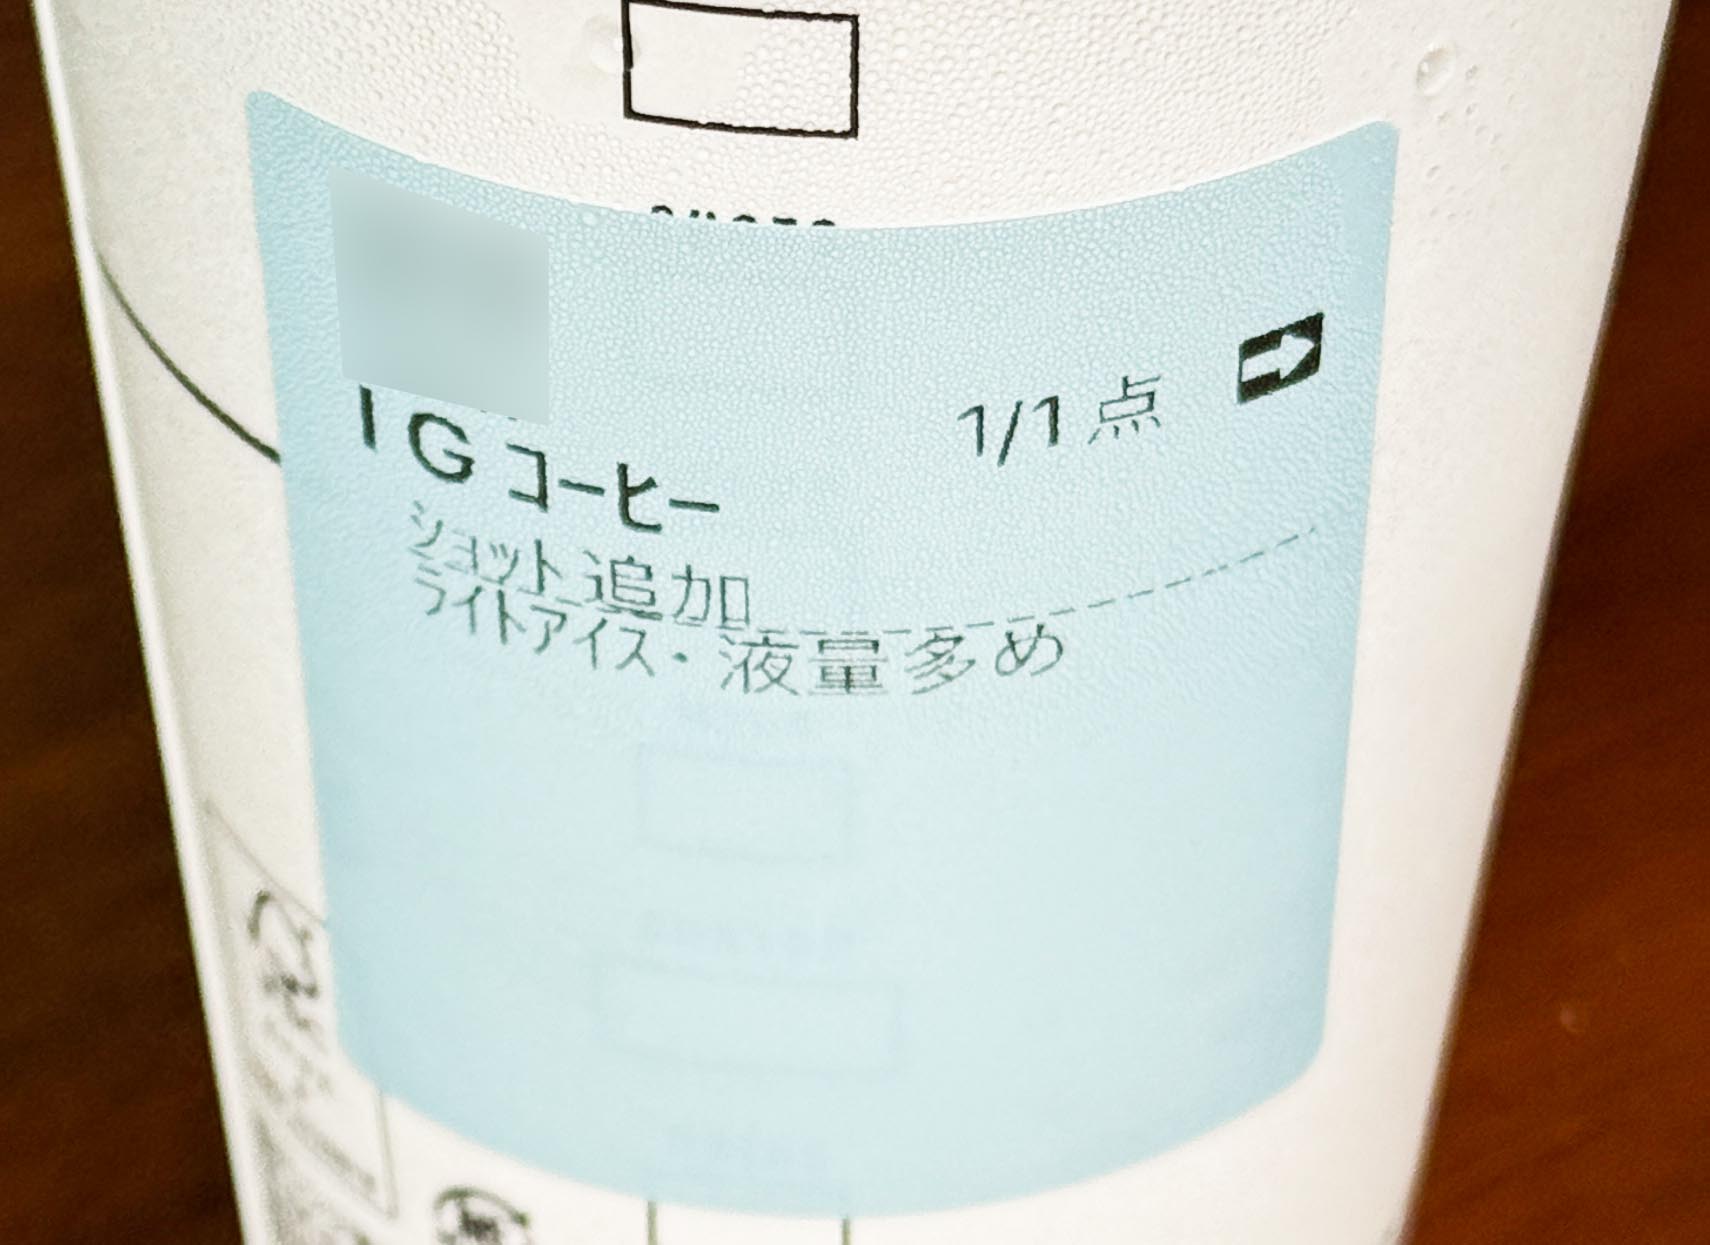 1/1 点
IG コーヒー
ショット追加
ライトアイス・液量多め